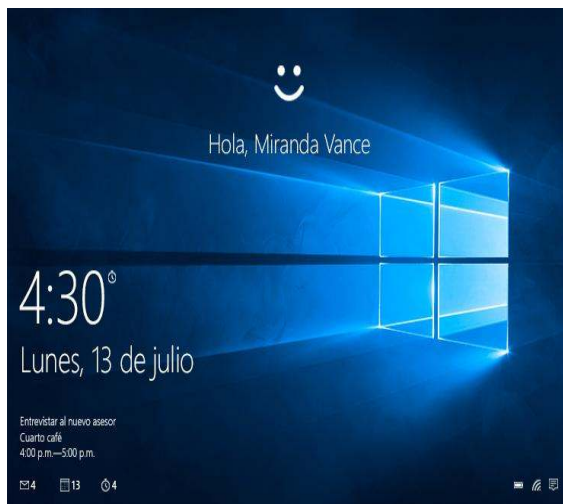 Hola, Miranda Vance
4:30
Lunes, 13 de julio
Entrevistar al nuevo asesor
Cuarto café
4:00 p.m.—5:00 p.m.
4 13 4